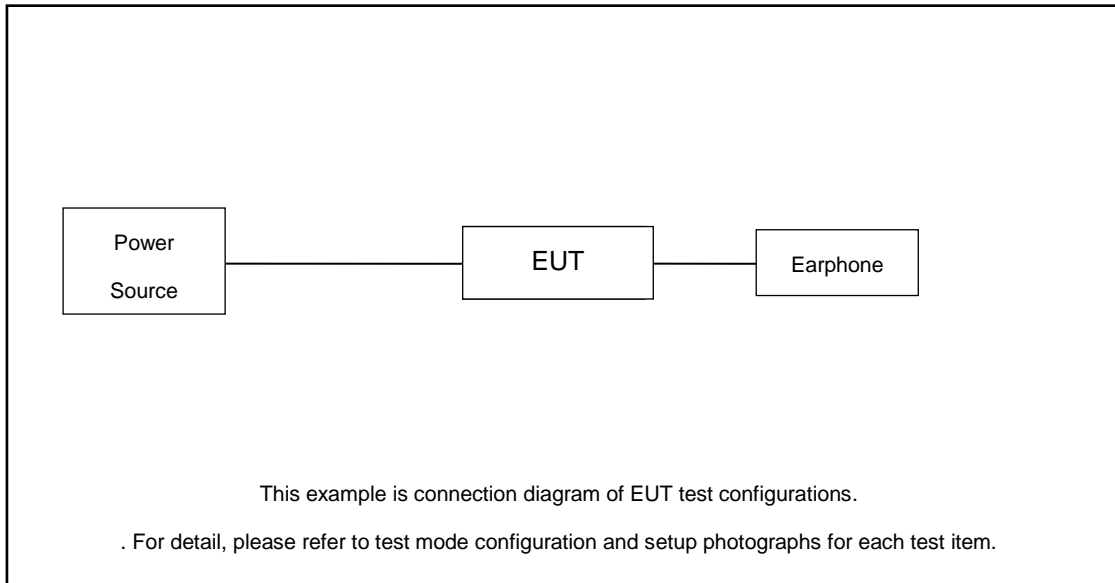 Power
Source
EUT
Earphone
This example is connection diagram of EUT test configurations.
. For detail, please refer to test mode configuration and setup photographs for each test item.